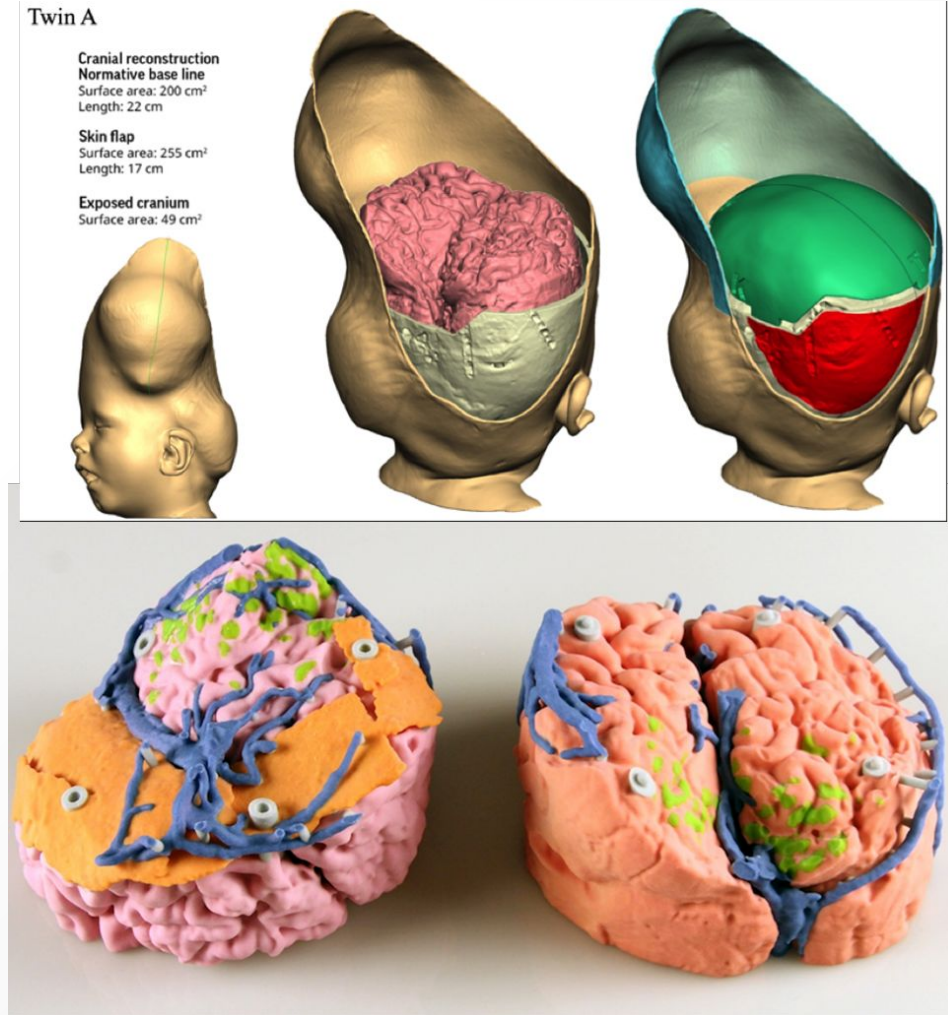 Twin A
Cranial reconstruction
Normative base line
Surface area: 200 cm²
Length: 22 cm
Skin flap
Surface area: 255 cm²
Length: 17 cm
Exposed cranium
Surface area: 49 cm²